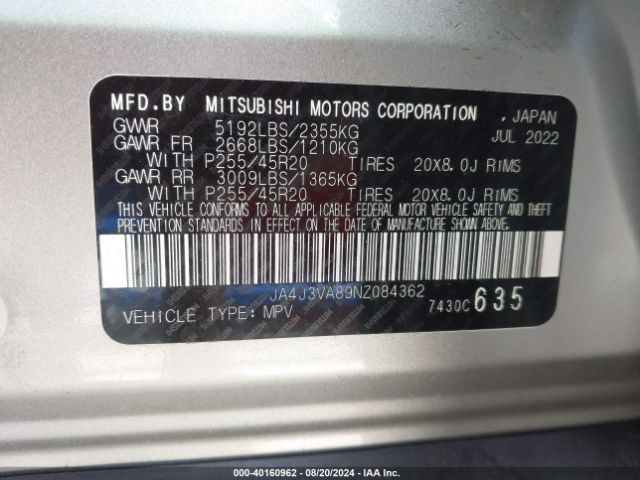 MFD.BY MITSUBISHI MOTORS CORPORATION , JAPAN
GVWR 5192LBS/2355KG JUL 2022
GAWR FR 2668LBS/1210KG
WITH P255/45R20 TIRES 20X8.0J RIMS
GAWR RR 3009LBS/1365KG
WITH P255/45R20 TIRES 20X8.0J RIMS
THIS VEHICLE CONFORMS TO ALL APPLICABLE FEDERAL MOTOR VEHICLE SAFETY AND THEFT
PREVENTION STANDARDS IN EFFECT ON THE DATE OF MANUFACTURE SHOWN ABOVE.
JA4J3VA89NZ084362
VEHICLE TYPE: MPV 7430C 635
000-40160962 - 08/20/2024 - IAA Inc.